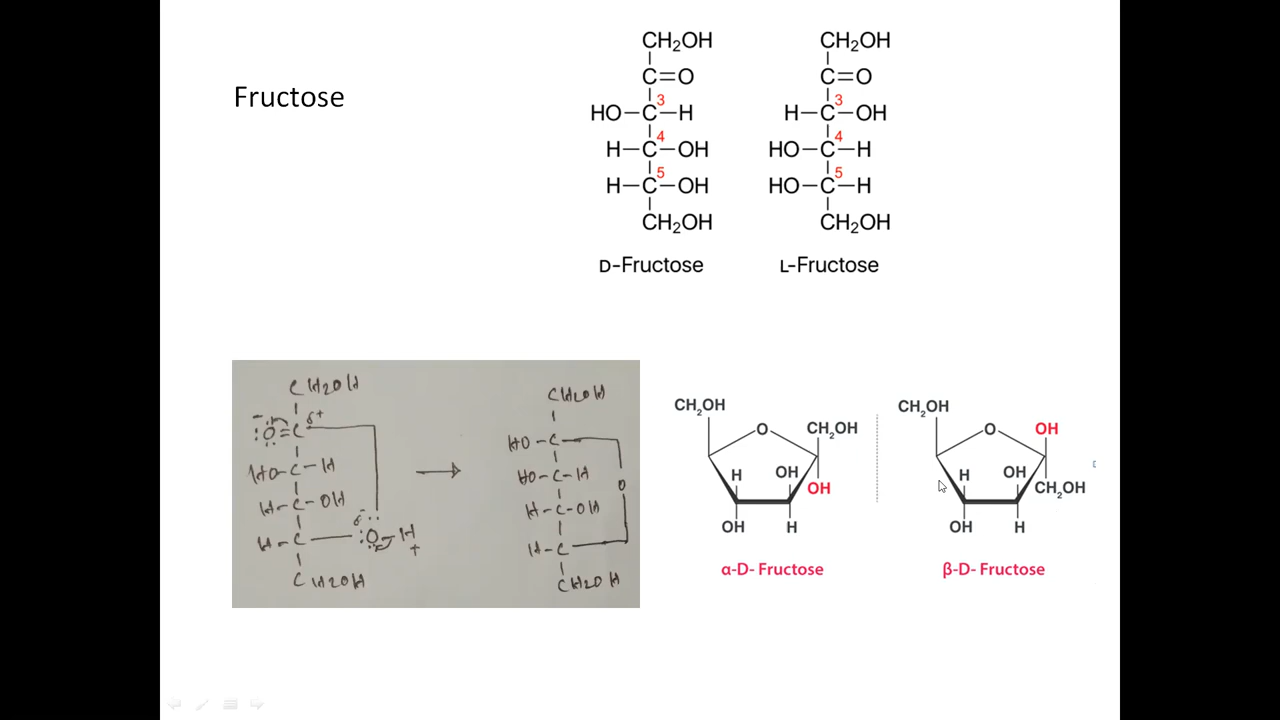 Fructose
CH₂OH
C=O
HO—C—H
3
H—C—OH
4
H—C—OH
5
CH₂OH
D-Fructose
CH₂OH
C=O
H—C—OH
3
HO—C—H
4
HO—C—H
5
CH₂OH
L-Fructose
CH2OH
:O=C δ+
HO-C-H
H-C-OH
H-C—:O-H
δ-
+
CH2OH
CH2OH
HO-C
HO-C-H
H-C-OH
O
H-C
CH2OH
CH₂OH
O
CH₂OH
H
OH
OH
OH
H
α-D- Fructose
CH₂OH
O
OH
H
OH
CH₂OH
OH
H
β-D- Fructose